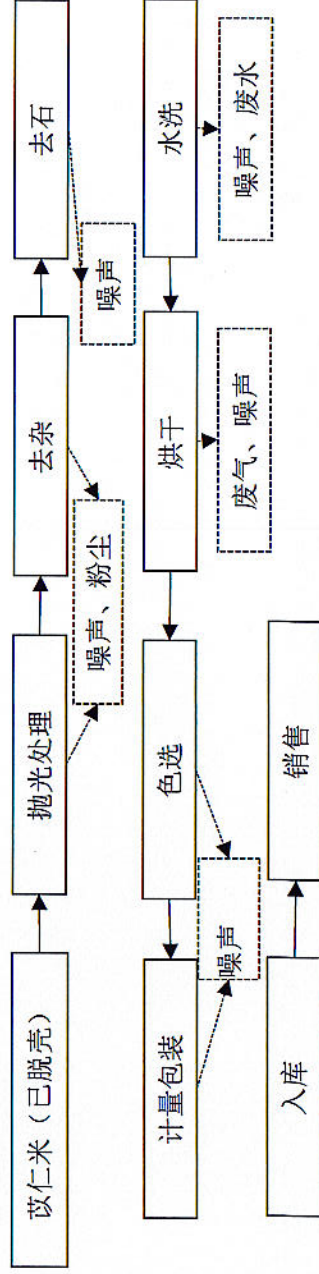 苡仁米（已脱壳）
抛光处理
去杂
去石
噪声、粉尘
噪声
水洗
烘干
色选
计量包装
噪声、废水
废气、噪声
噪声
入库
销售